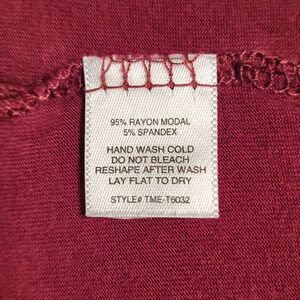 95% RAYON MODAL
5% SPANDEX
HAND WASH COLD
DO NOT BLEACH
RESHAPE AFTER WASH
LAY FLAT TO DRY
STYLE# TME-T6032